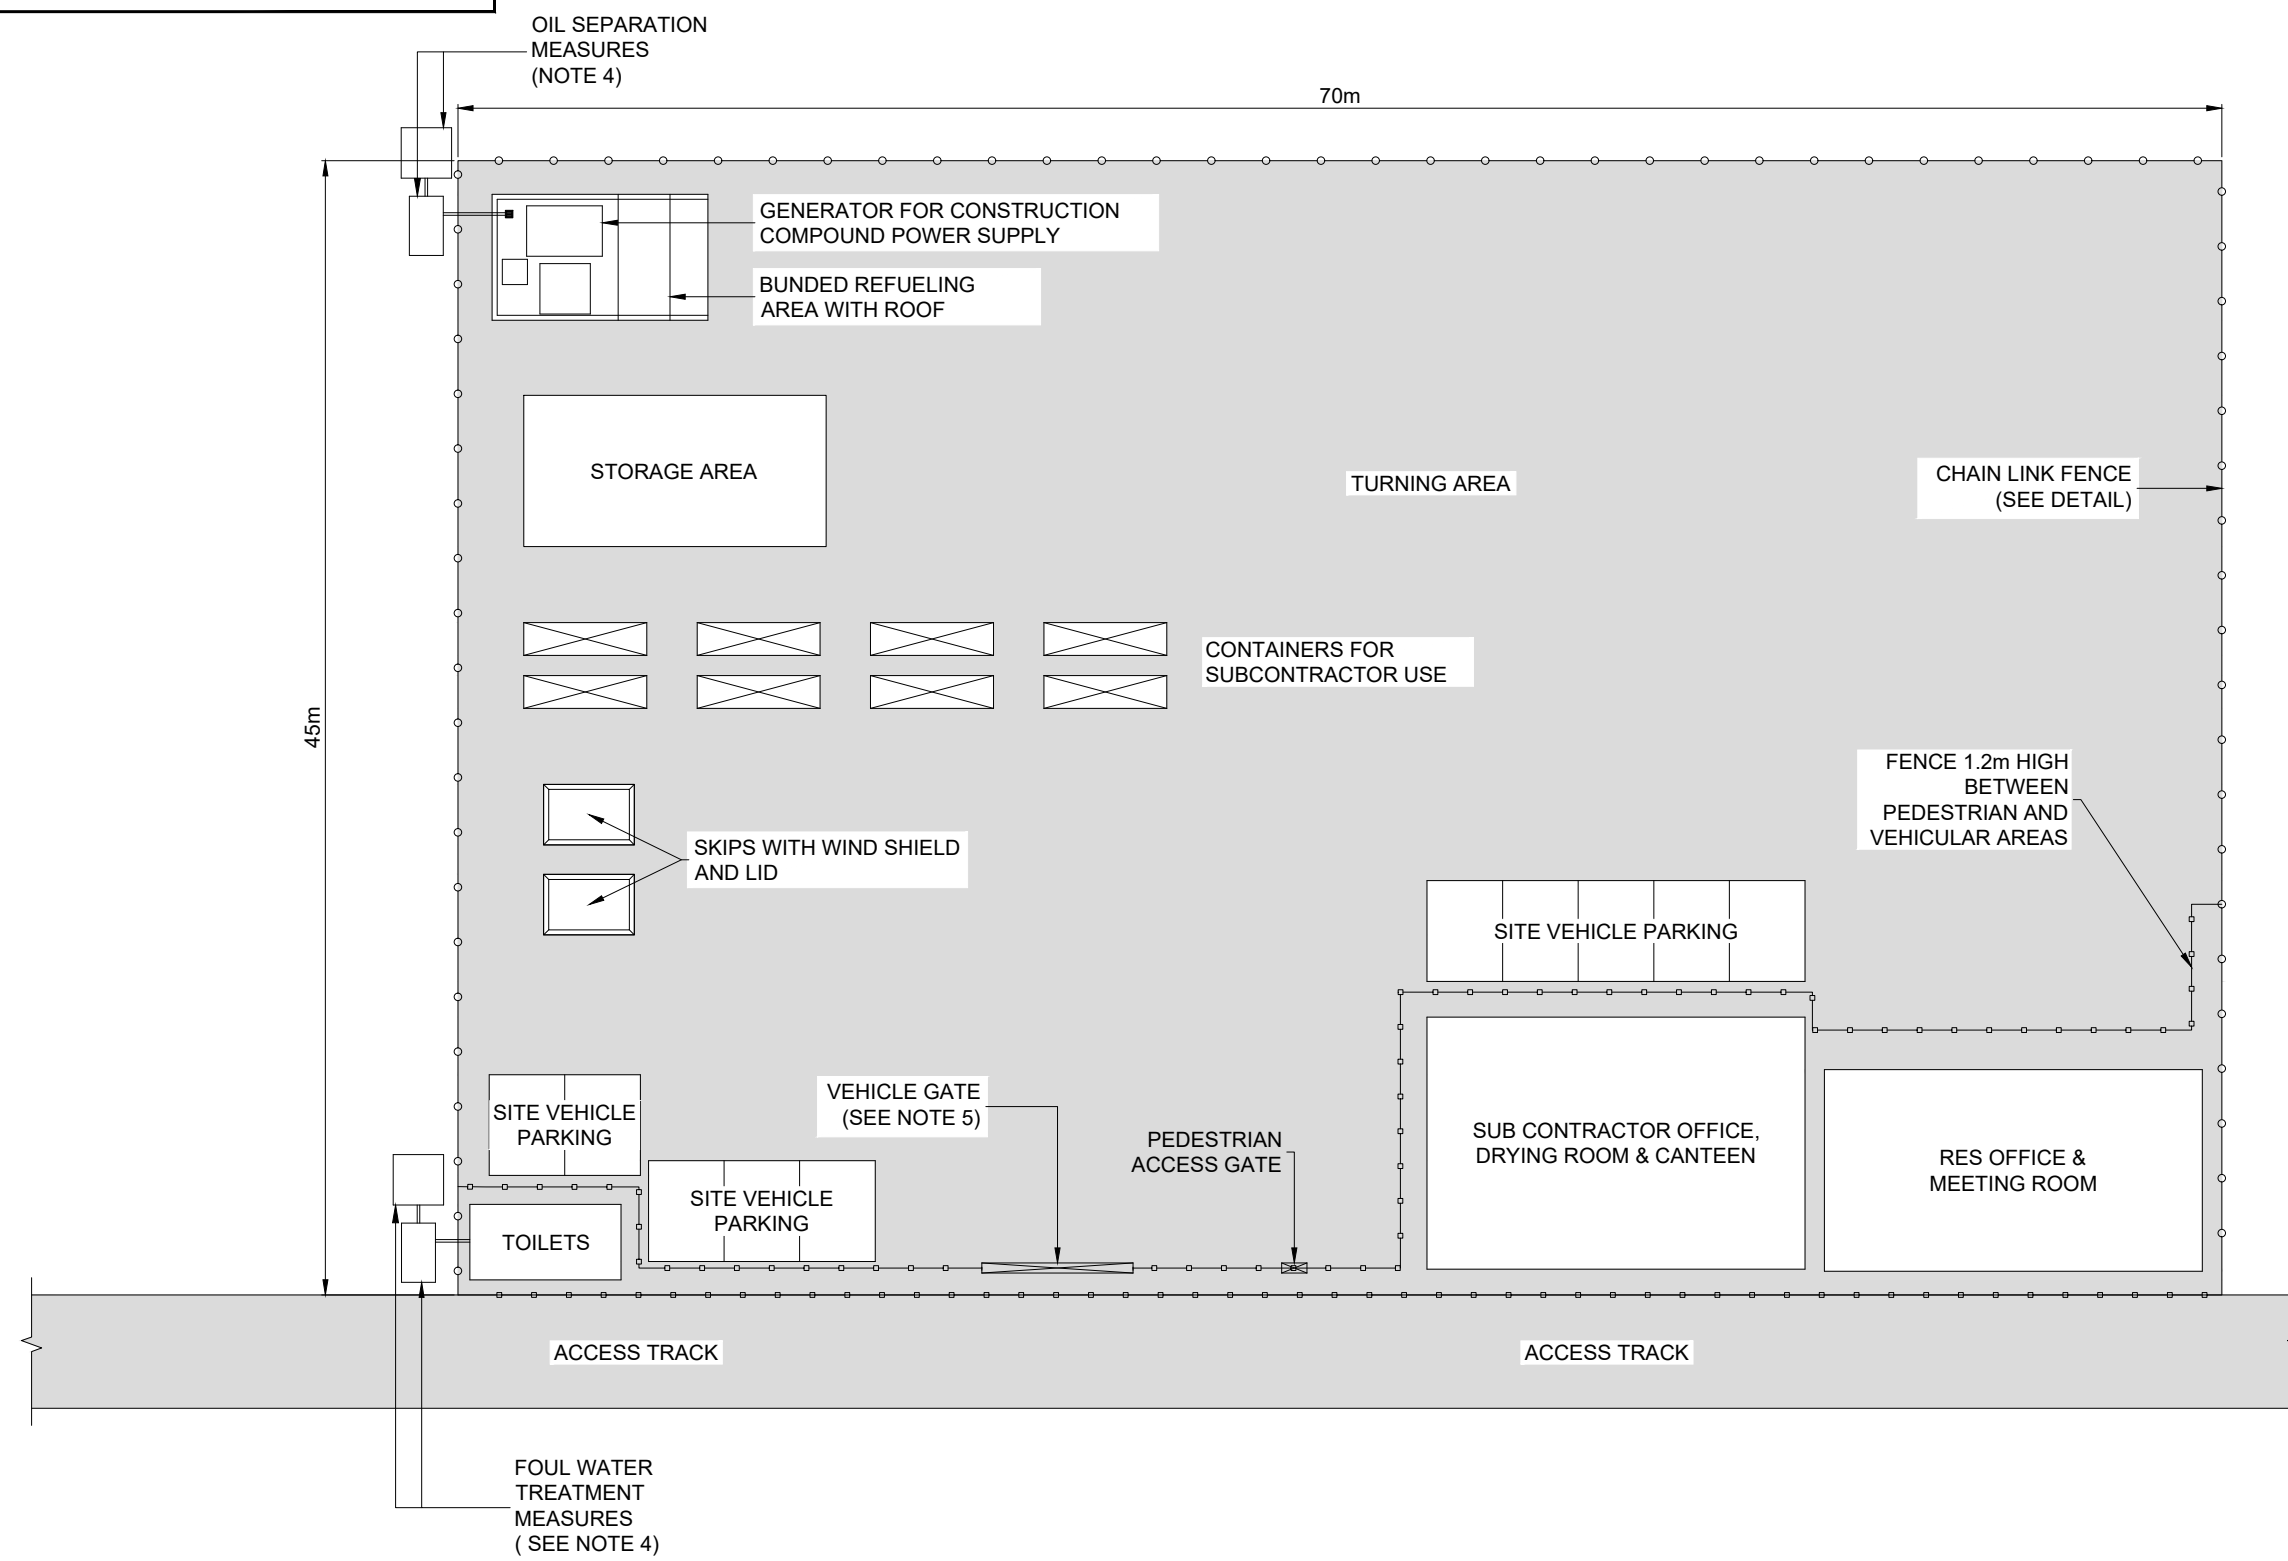 OIL SEPARATION
MEASURES
(NOTE 4)
70m
GENERATOR FOR CONSTRUCTION
COMPOUND POWER SUPPLY
BUNDED REFUELING
AREA WITH ROOF
STORAGE AREA
TURNING AREA
CHAIN LINK FENCE
(SEE DETAIL)
CONTAINERS FOR
SUBCONTRACTOR USE
45m
FENCE 1.2m HIGH
BETWEEN
PEDESTRIAN AND
VEHICULAR AREAS
SKIPS WITH WIND SHIELD
AND LID
SITE VEHICLE PARKING
SITE VEHICLE
PARKING
VEHICLE GATE
(SEE NOTE 5)
PEDESTRIAN
ACCESS GATE
SUB CONTRACTOR OFFICE,
DRYING ROOM & CANTEEN
RES OFFICE &
MEETING ROOM
SITE VEHICLE
PARKING
TOILETS
ACCESS TRACK
ACCESS TRACK
FOUL WATER
TREATMENT
MEASURES
( SEE NOTE 4)